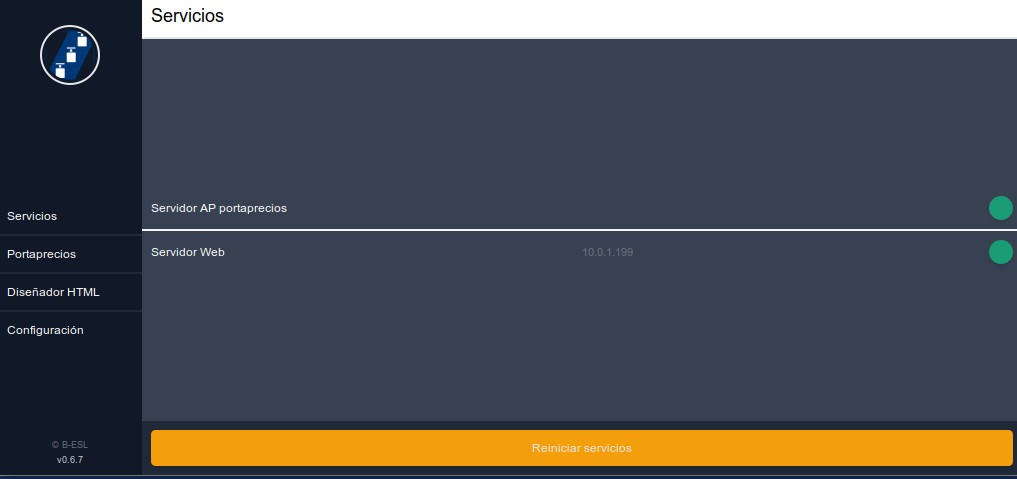 Servicios
Servicios
Portaprecios
Diseñador HTML
Configuración
© B-ESL
v0.6.7
Servidor AP portaprecios
Servidor Web 10.0.1.199
Reiniciar servicios